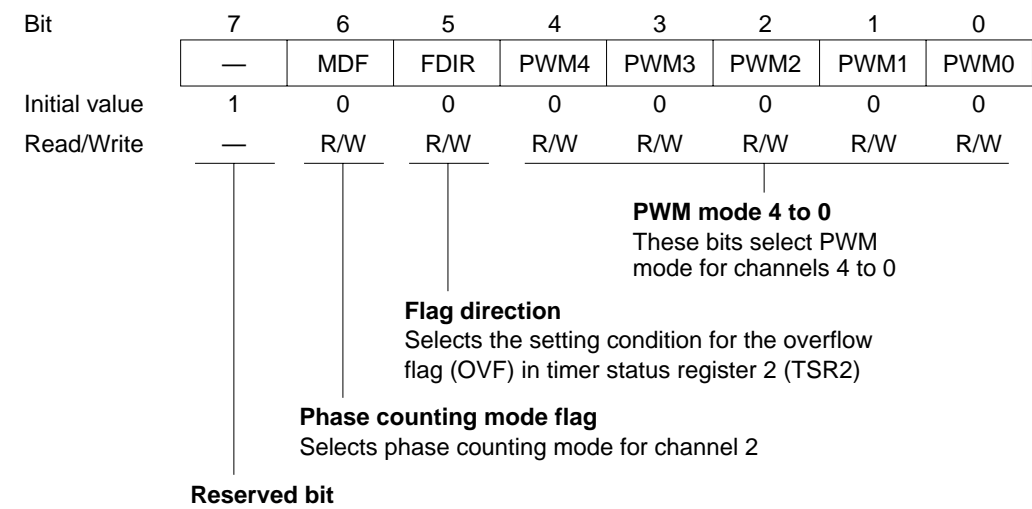 Bit 7 6 5 4 3 2 1 0
— MDF FDIR PWM4 PWM3 PWM2 PWM1 PWM0
Initial value 1 0 0 0 0 0 0 0
Read/Write — R/W R/W R/W R/W R/W R/W R/W
PWM mode 4 to 0
These bits select PWM
mode for channels 4 to 0
Flag direction
Selects the setting condition for the overflow
flag (OVF) in timer status register 2 (TSR2)
Phase counting mode flag
Selects phase counting mode for channel 2
Reserved bit